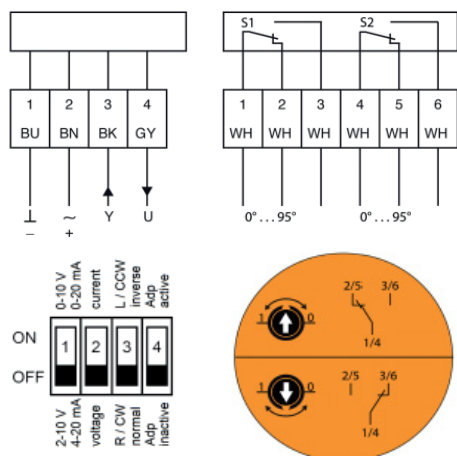 S1 S2
1 2 3 4
BU BN BK GY
⊥ ~ Y U
− +
1 2 3 4 5 6
WH WH WH WH WH WH
0°...95° 0°...95°
0-10 V
0-20 mA
current
L / CCW
inverse
Adp
active
ON
1 2 3 4
OFF
2-10 V
4-20 mA
voltage
R / CW
normal
Adp
inactive
2/5 3/6
1 0
1/4
2/5 3/6
1 0
1/4